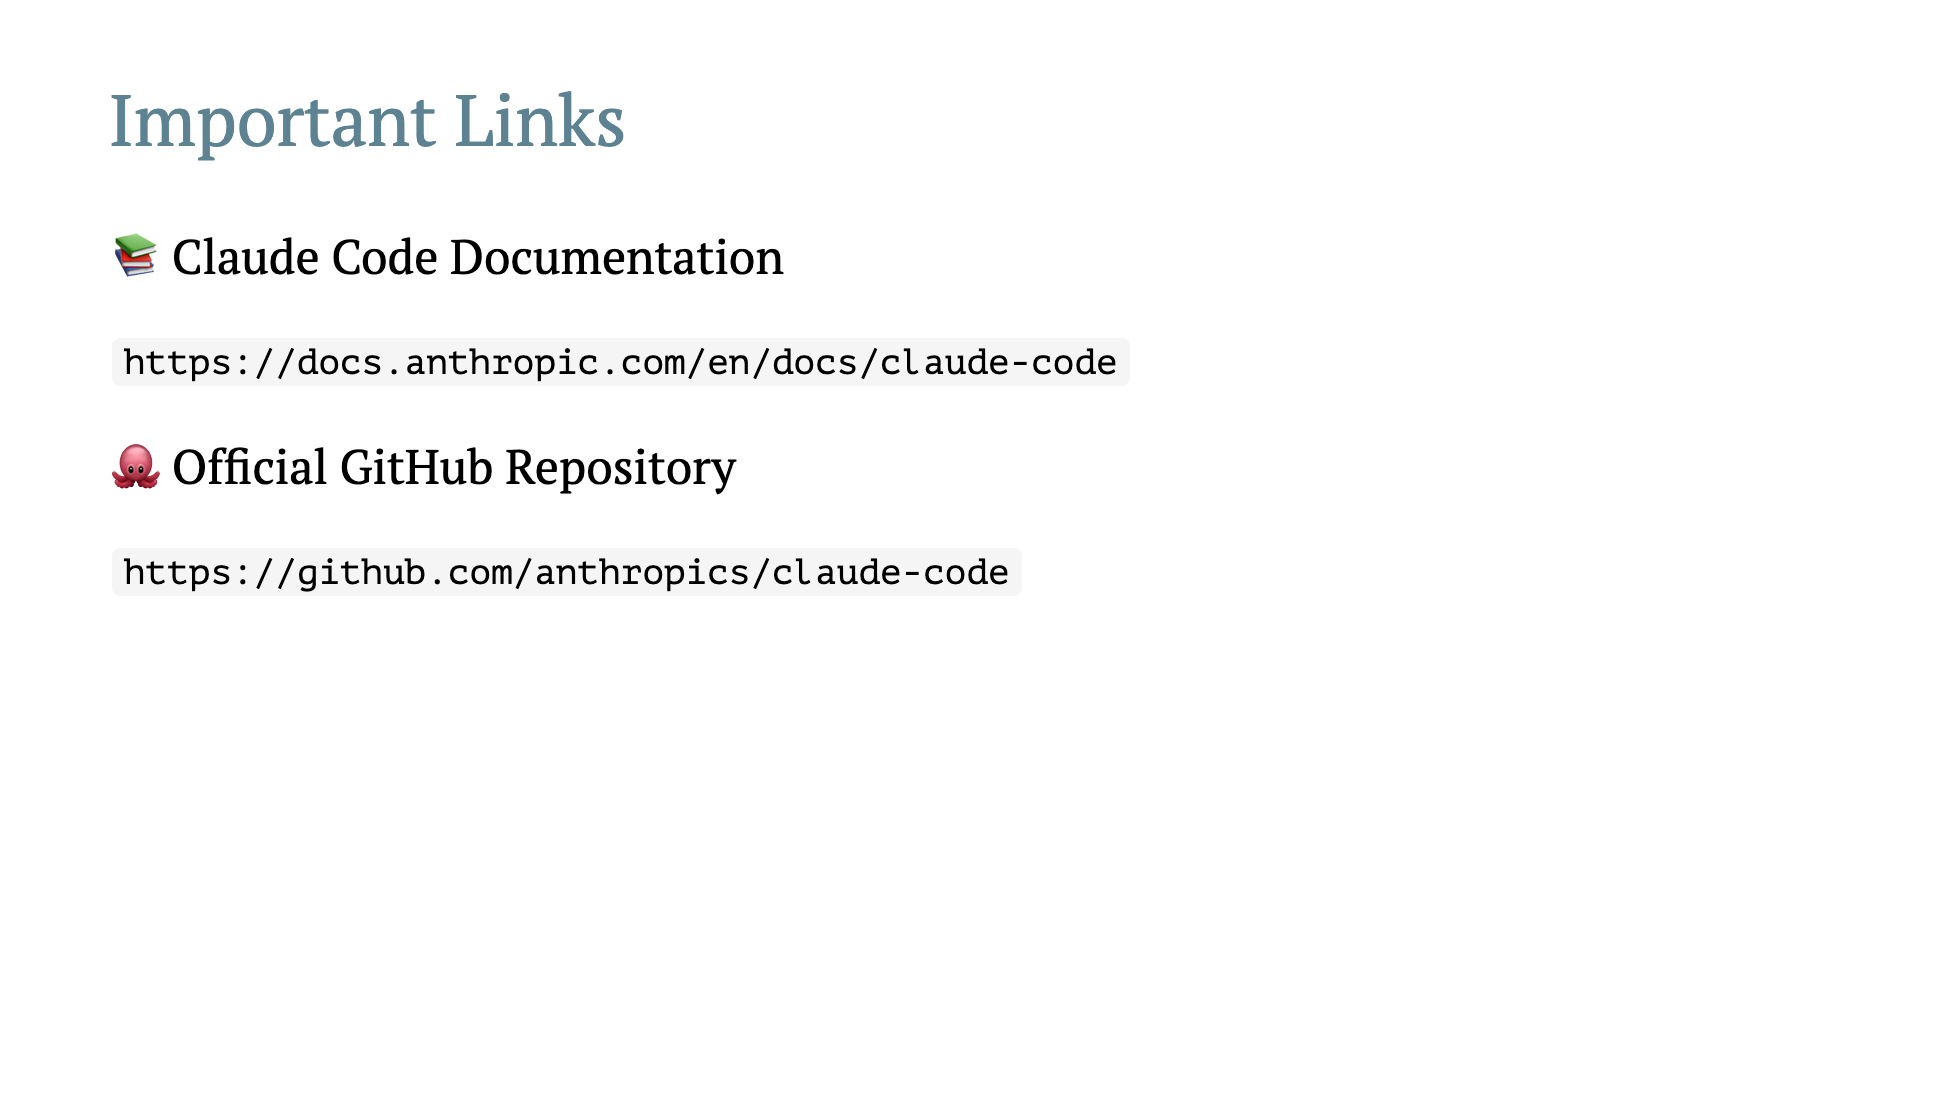 Important Links
📚 Claude Code Documentation
https://docs.anthropic.com/en/docs/claude-code
🐙 Official GitHub Repository
https://github.com/anthropics/claude-code